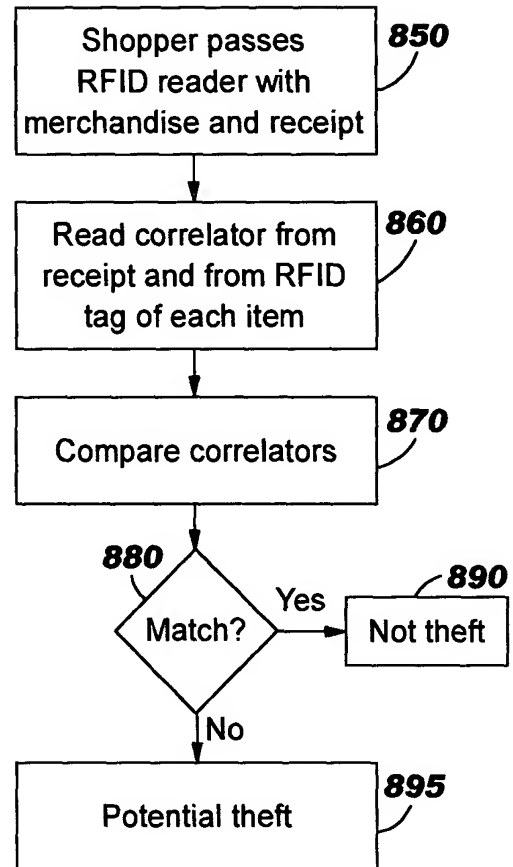 Shopper passes
RFID reader with
merchandise and receipt
850
Read correlator from
receipt and from RFID
tag of each item
860
Compare correlators
870
880
Match?
Yes
890
Not theft
No
Potential theft
895